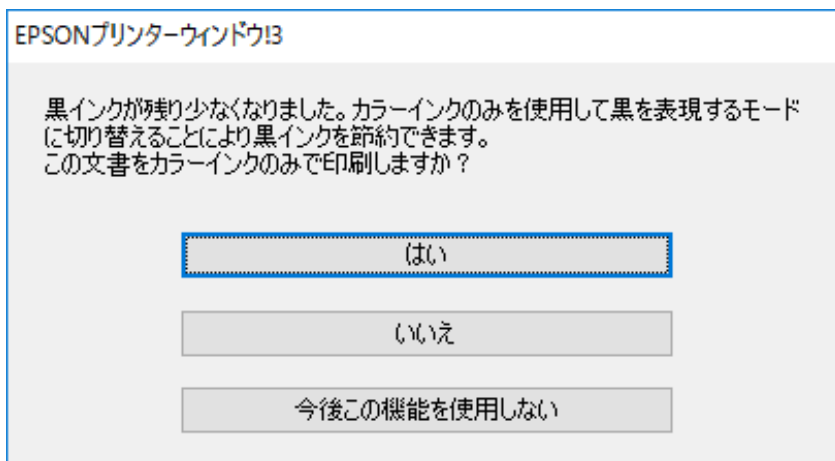 EPSONプリンターウィンドウ!3
黒インクが残り少なくなりました。カラーインクのみを使用して黒を表現するモード
に切り替えることにより黒インクを節約できます。
この文書をカラーインクのみで印刷しますか？
はい
いいえ
今後この機能を使用しない